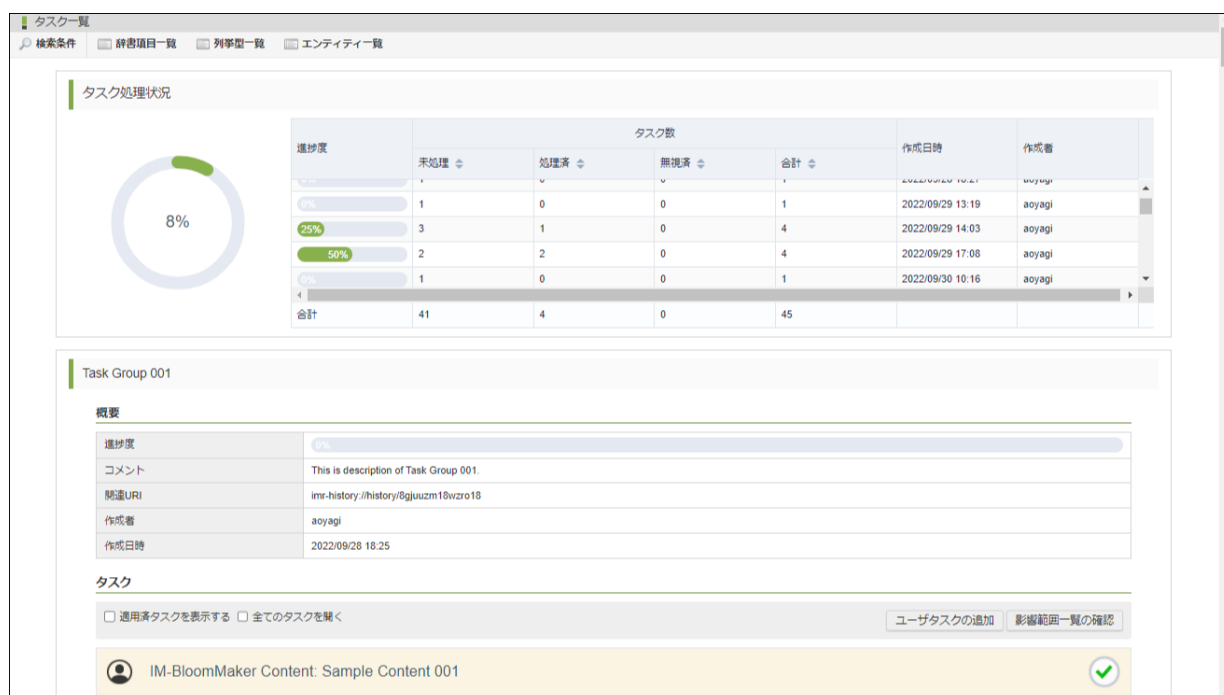 タスク一覧
検索条件 辞書項目一覧 列挙型一覧 エンティティ一覧
タスク処理状況
8%
進捗度 タスク数 作成日時 作成者
未処理 処理済 無視済 合計
0% 1 0 0 1 2022/09/29 13:19 aoyagi
25% 3 1 0 4 2022/09/29 14:03 aoyagi
50% 2 2 0 4 2022/09/29 17:08 aoyagi
0% 1 0 0 1 2022/09/30 10:16 aoyagi
合計 41 4 0 45
Task Group 001
概要
進捗度 0%
コメント This is description of Task Group 001.
関連URI imr-history://history/8gjuuzm18wzro18
作成者 aoyagi
作成日時 2022/09/28 18:25
タスク
適用済タスクを表示する 全てのタスクを開く ユーザタスクの追加 影響範囲一覧の確認
IM-BloomMaker Content: Sample Content 001